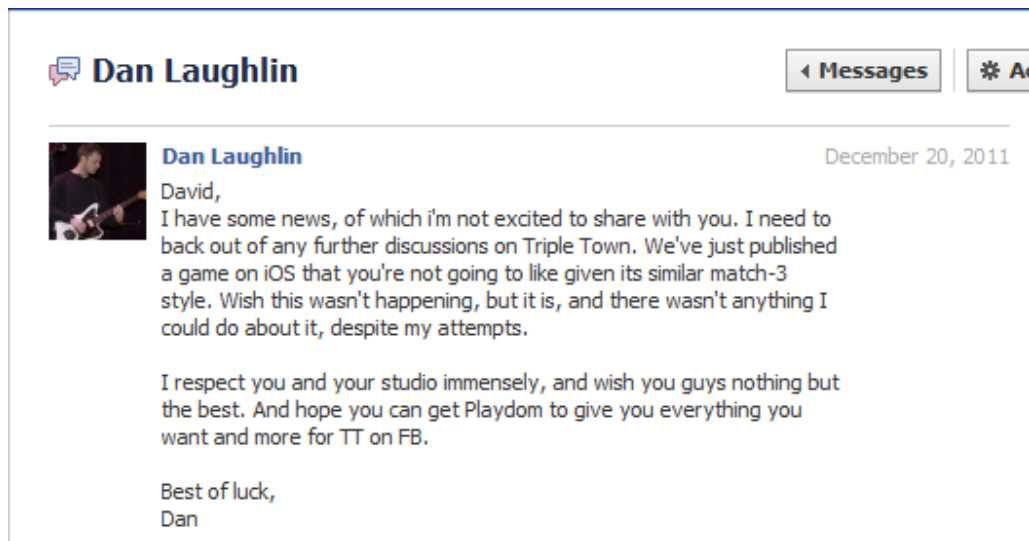 Dan Laughlin
Messages
Dan Laughlin
December 20, 2011
David,
I have some news, of which i'm not excited to share with you. I need to
back out of any further discussions on Triple Town. We've just published
a game on iOS that you're not going to like given its similar match-3
style. Wish this wasn't happening, but it is, and there wasn't anything I
could do about it, despite my attempts.
I respect you and your studio immensely, and wish you guys nothing but
the best. And hope you can get Playdom to give you everything you
want and more for TT on FB.
Best of luck,
Dan